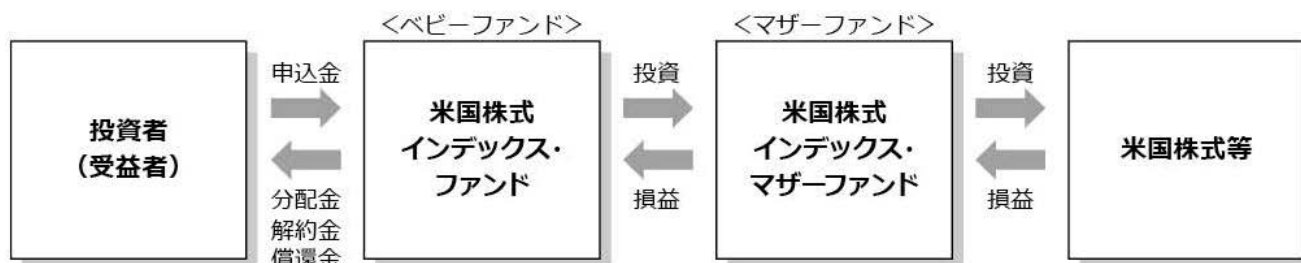 <ベビーファンド>
<マザーファンド>
投資者
(受益者)
申込金
分配金
解約金
償還金
米国株式
インデックス・
ファンド
投資
損益
米国株式
インデックス・
マザーファンド
投資
損益
米国株式等